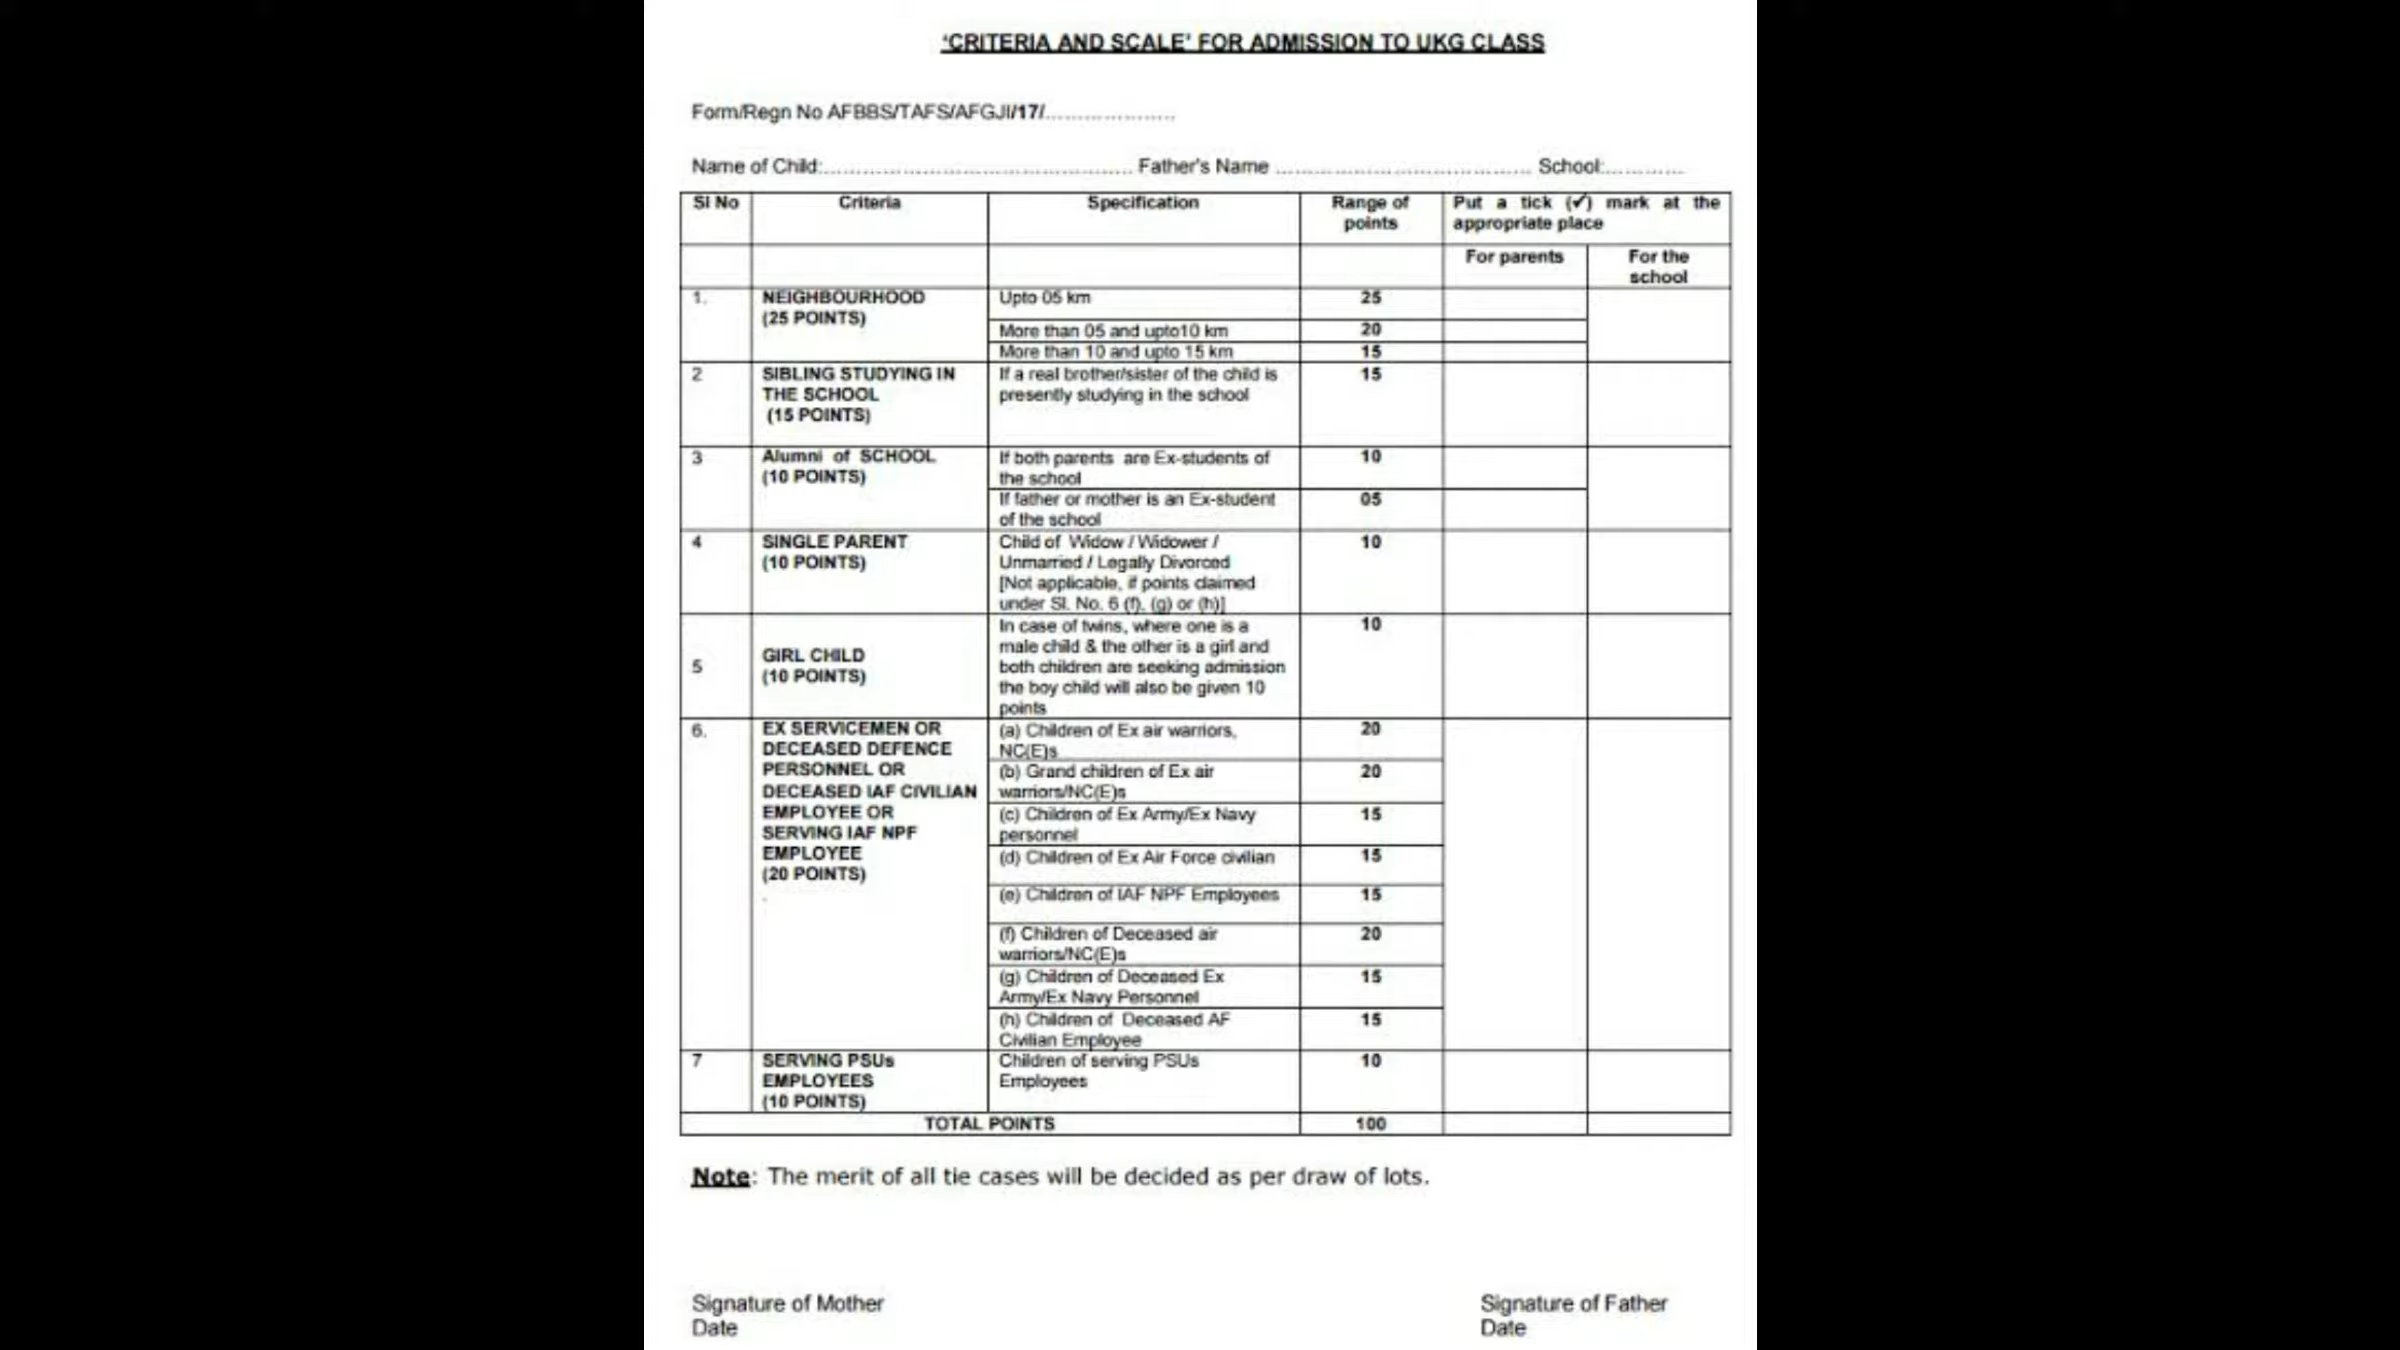 'CRITERIA AND SCALE' FOR ADMISSION TO UKG CLASS
Form/Regn No AFBBS/TAFS/AFGJI/17/.....................
Name of Child:................................................ Father's Name ........................................ School:............
Sl No Criteria Specification Range of points Put a tick (✓) mark at the appropriate place
For parents For the school
1. NEIGHBOURHOOD (25 POINTS) Upto 05 km 25
More than 05 and upto10 km 20
More than 10 and upto 15 km 15
2 SIBLING STUDYING IN THE SCHOOL (15 POINTS) If a real brother/sister of the child is presently studying in the school 15
3 Alumni of SCHOOL (10 POINTS) If both parents are Ex-students of the school 10
If father or mother is an Ex-student of the school 05
4 SINGLE PARENT (10 POINTS) Child of Widow / Widower / Unmarried / Legally Divorced [Not applicable, if points claimed under Sl. No. 6 (f), (g) or (h)] 10
5 GIRL CHILD (10 POINTS) In case of twins, where one is a male child & the other is a girl and both children are seeking admission the boy child will also be given 10 points 10
6. EX SERVICEMEN OR DECEASED DEFENCE PERSONNEL OR DECEASED IAF CIVILIAN EMPLOYEE OR SERVING IAF NPF EMPLOYEE (20 POINTS) (a) Children of Ex air warriors, NC(E)s 20
(b) Grand children of Ex air warriors/NC(E)s 20
(c) Children of Ex Army/Ex Navy personnel 15
(d) Children of Ex Air Force civilian 15
(e) Children of IAF NPF Employees 15
(f) Children of Deceased air warriors/NC(E)s 20
(g) Children of Deceased Ex Army/Ex Navy Personnel 15
(h) Children of Deceased AF Civilian Employee 15
7 SERVING PSUs EMPLOYEES (10 POINTS) Children of serving PSUs Employees 10
TOTAL POINTS 100
Note: The merit of all tie cases will be decided as per draw of lots.
Signature of Mother Signature of Father
Date Date